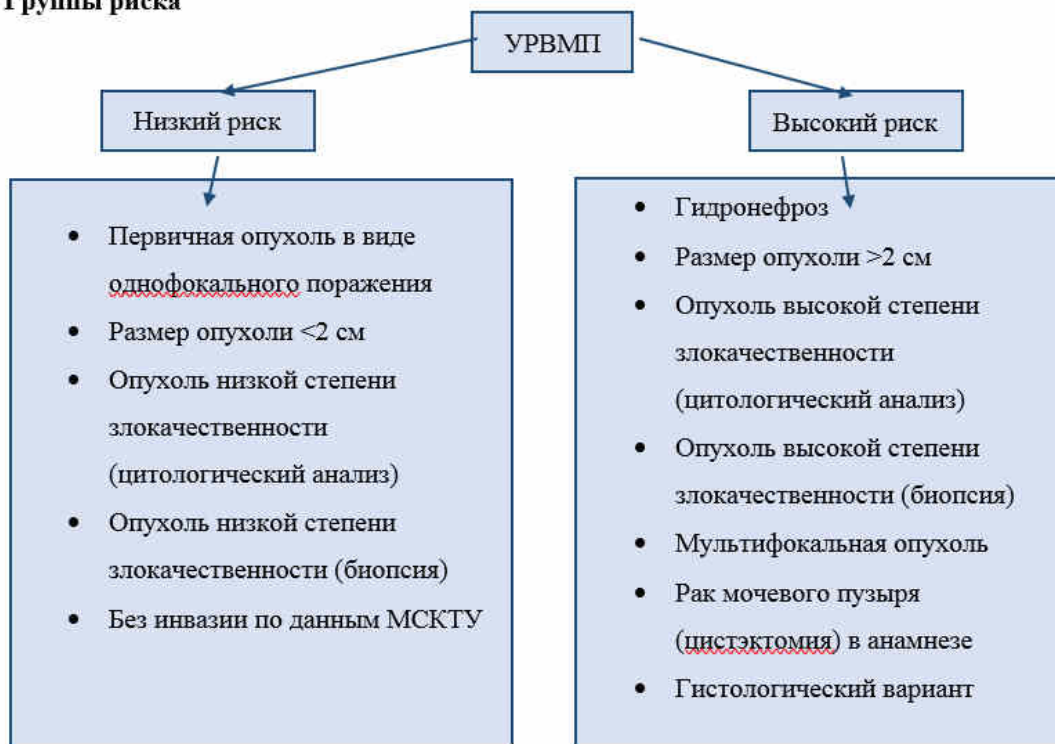 Группы риска
УРВМП
Низкий риск
Высокий риск
• Первичная опухоль в виде
однофокального поражения
• Размер опухоли <2 см
• Опухоль низкой степени
злокачественности
(цитологический анализ)
• Опухоль низкой степени
злокачественности (биопсия)
• Без инвазии по данным МСКТУ
• Гидронефроз
• Размер опухоли >2 см
• Опухоль высокой степени
злокачественности
(цитологический анализ)
• Опухоль высокой степени
злокачественности (биопсия)
• Мультифокальная опухоль
• Рак мочевого пузыря
(цистэктомия) в анамнезе
• Гистологический вариант